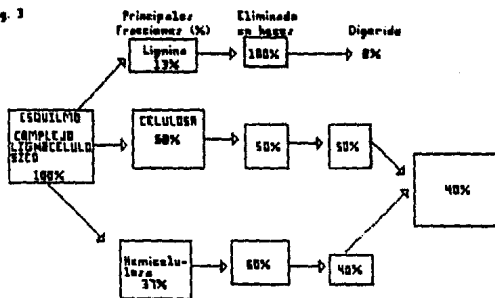 g. 3
Principales
Fracciones (%)
Eliminado
en heces
Digerido
Lignina
13%
100%
0%
ESQUILMO
COMPLEJO
LIGNOCELULO
SICO
100%
CELULOSA
50%
50%
50%
40%
Hemicelu-
losa
37%
60%
40%